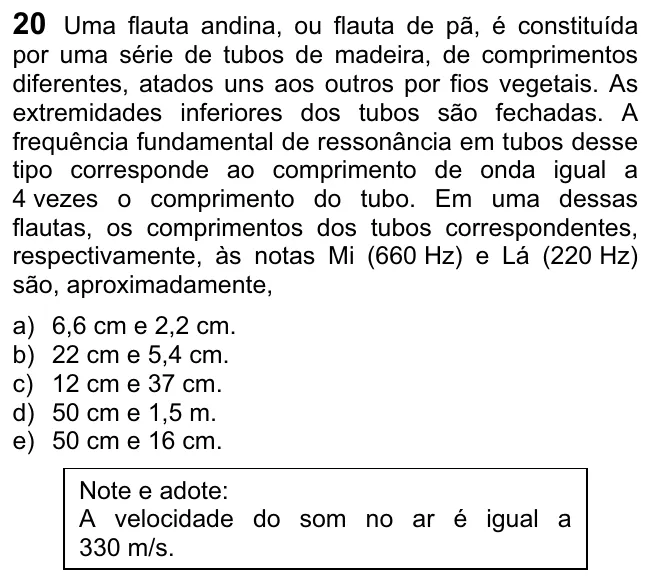 20 Uma flauta andina, ou flauta de pã, é constituída
por uma série de tubos de madeira, de comprimentos
diferentes, atados uns aos outros por fios vegetais. As
extremidades inferiores dos tubos são fechadas. A
frequência fundamental de ressonância em tubos desse
tipo corresponde ao comprimento de onda igual a
4 vezes o comprimento do tubo. Em uma dessas
flautas, os comprimentos dos tubos correspondentes,
respectivamente, às notas Mi (660 Hz) e Lá (220 Hz)
são, aproximadamente,
a) 6,6 cm e 2,2 cm.
b) 22 cm e 5,4 cm.
c) 12 cm e 37 cm.
d) 50 cm e 1,5 m.
e) 50 cm e 16 cm.
Note e adote:
A velocidade do som no ar é igual a
330 m/s.